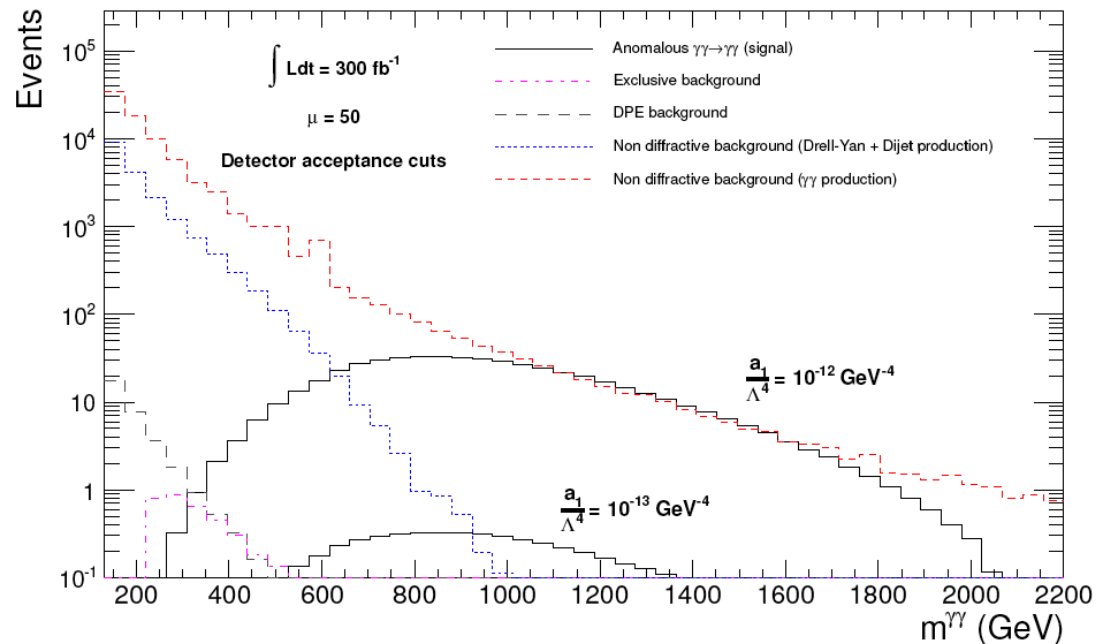 Events
10^5
10^4
10^3
10^2
10
1
10^-1
∫ Ldt = 300 fb^-1
μ = 50
Detector acceptance cuts
Anomalous γγ→γγ (signal)
Exclusive background
DPE background
Non diffractive background (Drell-Yan + Dijet production)
Non diffractive background (γγ production)
a_1/Λ^4 = 10^-12 GeV^-4
a_1/Λ^4 = 10^-13 GeV^-4
200 400 600 800 1000 1200 1400 1600 1800 2000 2200
m^γγ (GeV)